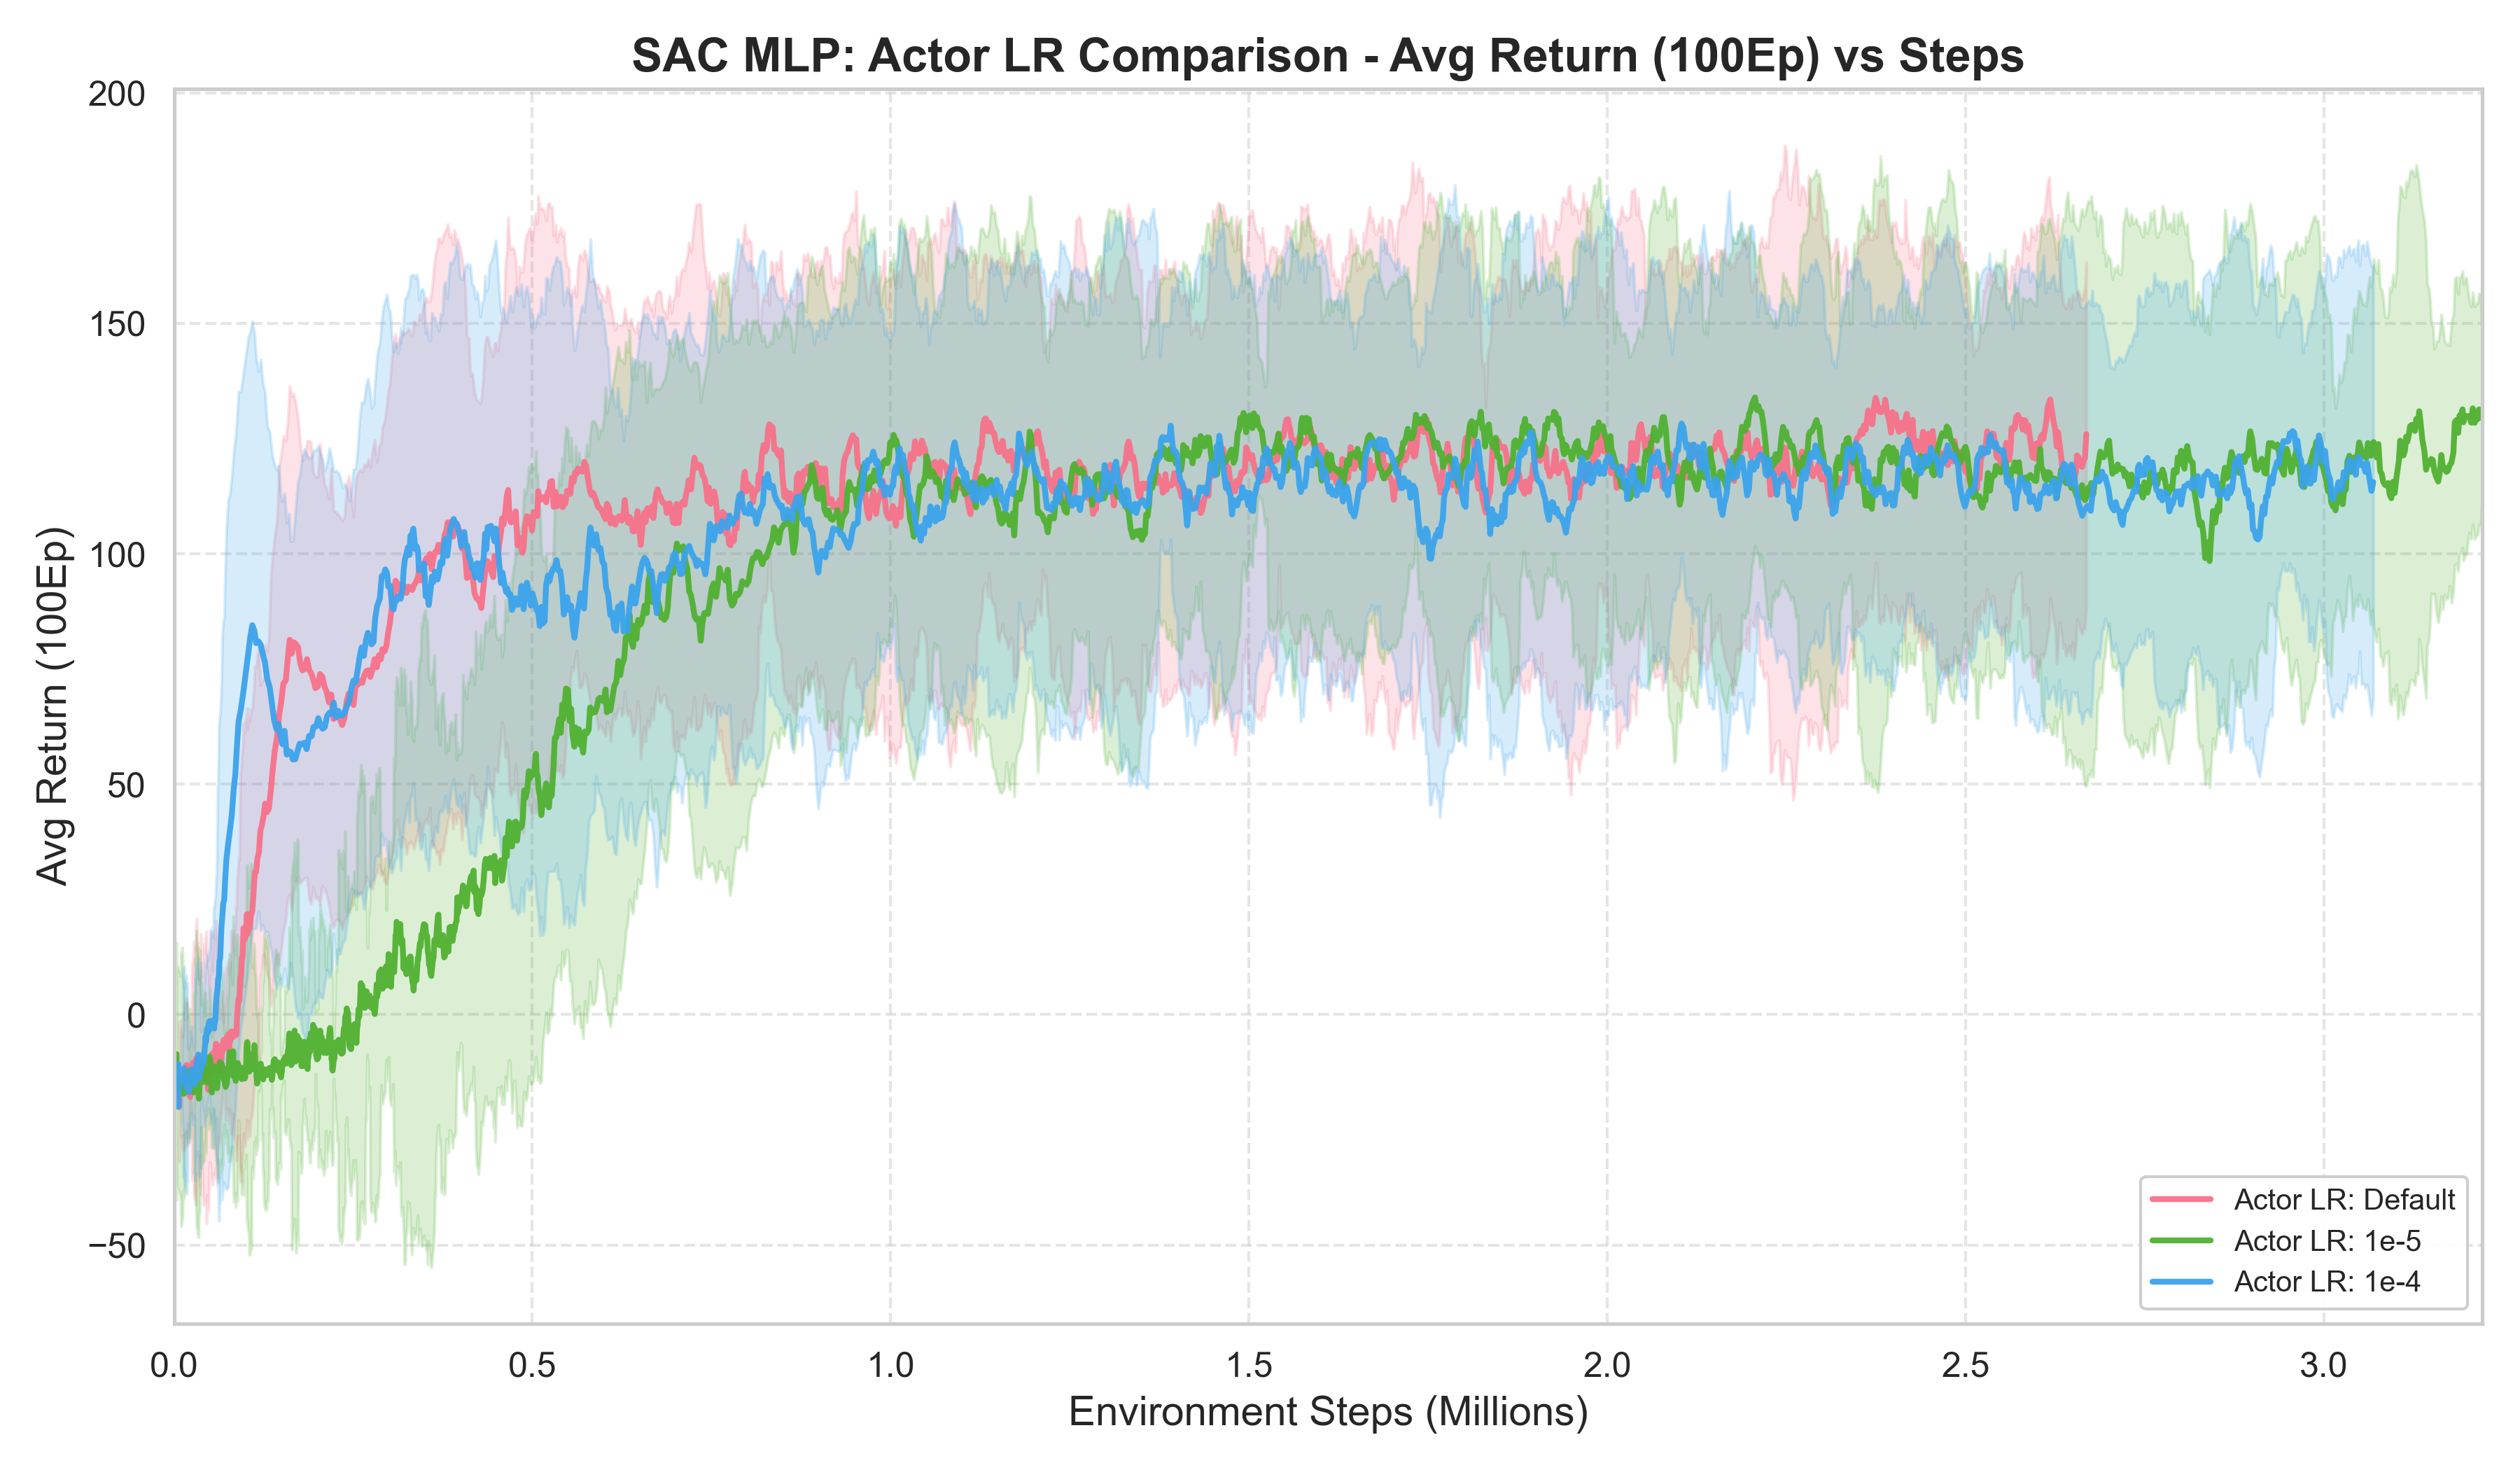 SAC MLP: Actor LR Comparison - Avg Return (100Ep) vs Steps
200
150
100
50
0
−50
Avg Return (100Ep)
0.0
0.5
1.0
1.5
2.0
2.5
3.0
Environment Steps (Millions)
Actor LR: Default
Actor LR: 1e-5
Actor LR: 1e-4